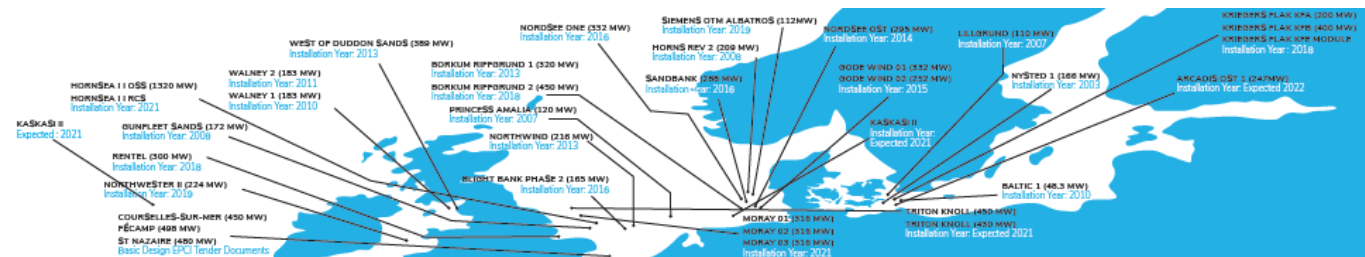 KASKASI II
Expected : 2021
HORNSEA I I OSS (1320 MW)
HORNSEA I I RCS
Installation Year: 2021
GUNFLEET SANDS (172 MW)
Installation Year: 2008
RENTEL (300 MW)
Installation Year: 2018
NORTHWESTER II (224 MW)
Installation Year: 2019
COURSELLES-SUR-MER (450 MW)
FÉCAMP (498 MW)
ST NAZAIRE (480 MW)
Basic Design EPCI Tender Documents
WEST OF DUDDON SANDS (389 MW)
Installation Year: 2013
WALNEY 2 (183 MW)
Installation Year: 2011
WALNEY 1 (183 MW)
Installation Year: 2010
NORDSEE ONE (332 MW)
Installation Year: 2016
BORKUM RIFFGRUND 1 (320 MW)
Installation Year: 2013
BORKUM RIFFGRUND 2 (450 MW)
Installation Year: 2018
PRINCESS AMALIA (120 MW)
Installation Year: 2007
NORTHWIND (216 MW)
Installation Year: 2013
BLIGHT BANK PHASE 2 (165 MW)
Installation Year: 2016
SIEMENS OTM ALBATROS (112MW)
Installation Year: 2019
HORNS REV 2 (209 MW)
Installation Year: 2008
SANDBANK (288 MW)
Installation Year: 2016
NORDSEE OST (295 MW)
Installation Year: 2014
GODE WIND 01 (332 MW)
GODE WIND 02 (252 MW)
Installation Year: 2015
KASKASI II
Installation Year:
Expected 2021
MORAY 01 (316 MW)
MORAY 02 (316 MW)
MORAY 03 (316 MW)
Installation Year: 2021
LILLGRUND (110 MW)
Installation Year: 2007
NYSTED 1 (166 MW)
Installation Year: 2003
KRIEGERS FLAK KFA (200 MW)
KRIEGERS FLAK KFB (400 MW)
KRIEGERS FLAK KFE MODULE
Installation Year : 2018
ARCADIS OST 1 (247MW)
Installation Year: Expected 2022
BALTIC 1 (48.3 MW)
Installation Year: 2010
TRITON KNOLL (450 MW)
TRITON KNOLL (450 MW)
Installation Year: Expected 2021